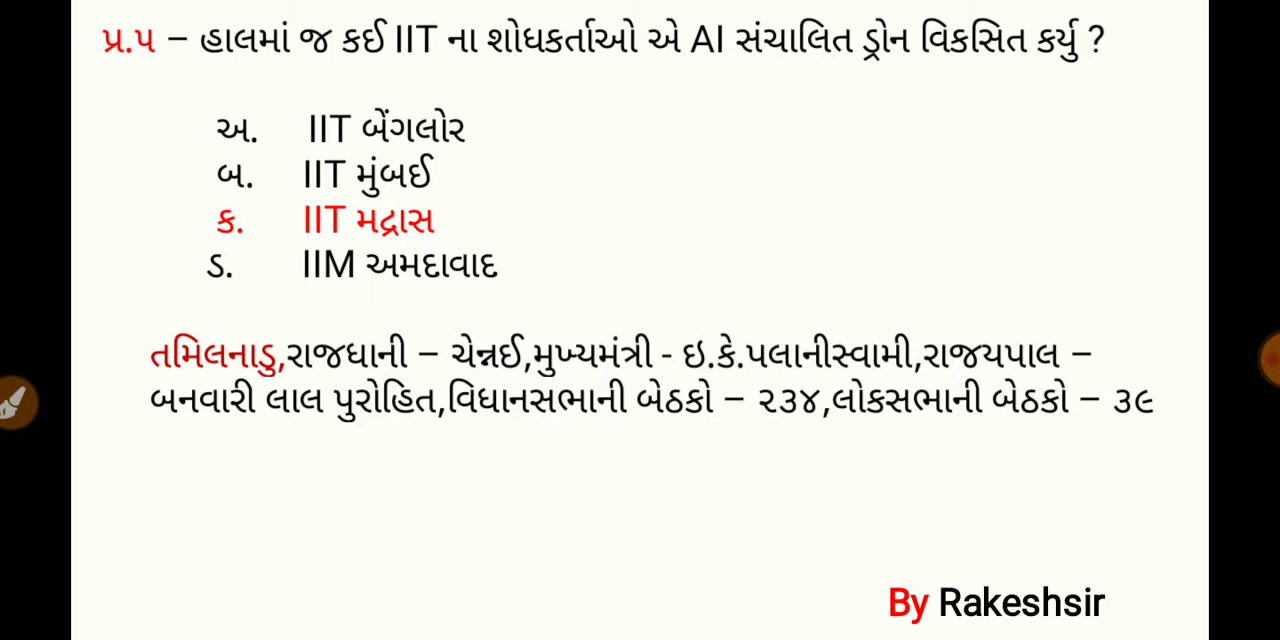 પ્ર.૫ – હાલમાં જ કઈ IIT ના શોધકર્તાઓ એ AI સંચાલિત ડ્રોન વિકસિત કર્યુ ?
અ. IIT બેંગલોર
બ. IIT મુંબઈ
ક. IIT મદ્રાસ
ડ. IIM અમદાવાદ
તમિલનાડુ,રાજધાની – ચેન્નઈ,મુખ્યમંત્રી - ઇ.કે.પલાનીસ્વામી,રાજયપાલ –
બનવારી લાલ પુરોહિત,વિધાનસભાની બેઠકો – ૨૩૪,લોકસભાની બેઠકો – ૩૯
By Rakeshsir